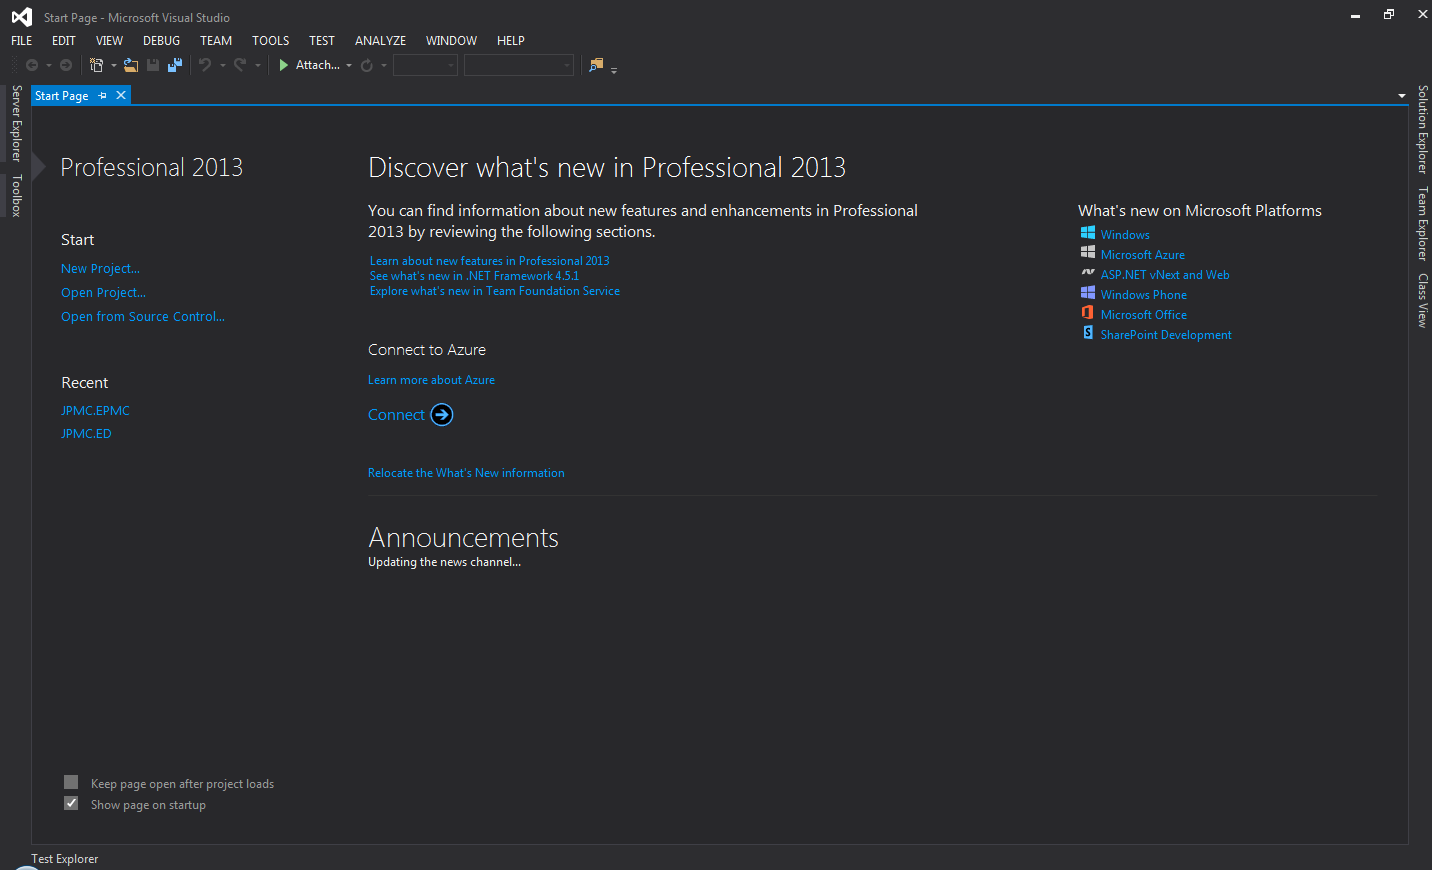 Start Page - Microsoft Visual Studio
FILE EDIT VIEW DEBUG TEAM TOOLS TEST ANALYZE WINDOW HELP
Attach...
Server Explorer
Toolbox
Start Page
Professional 2013
Start
New Project...
Open Project...
Open from Source Control...
Recent
JPMC.EPMC
JPMC.ED
Keep page open after project loads
Show page on startup
Discover what's new in Professional 2013
You can find information about new features and enhancements in Professional
2013 by reviewing the following sections.
Learn about new features in Professional 2013
See what's new in .NET Framework 4.5.1
Explore what's new in Team Foundation Service
Connect to Azure
Learn more about Azure
Connect
Relocate the What's New information
Announcements
Updating the news channel...
What's new on Microsoft Platforms
Windows
Microsoft Azure
ASP.NET vNext and Web
Windows Phone
Microsoft Office
SharePoint Development
Solution Explorer
Team Explorer
Class View
Test Explorer